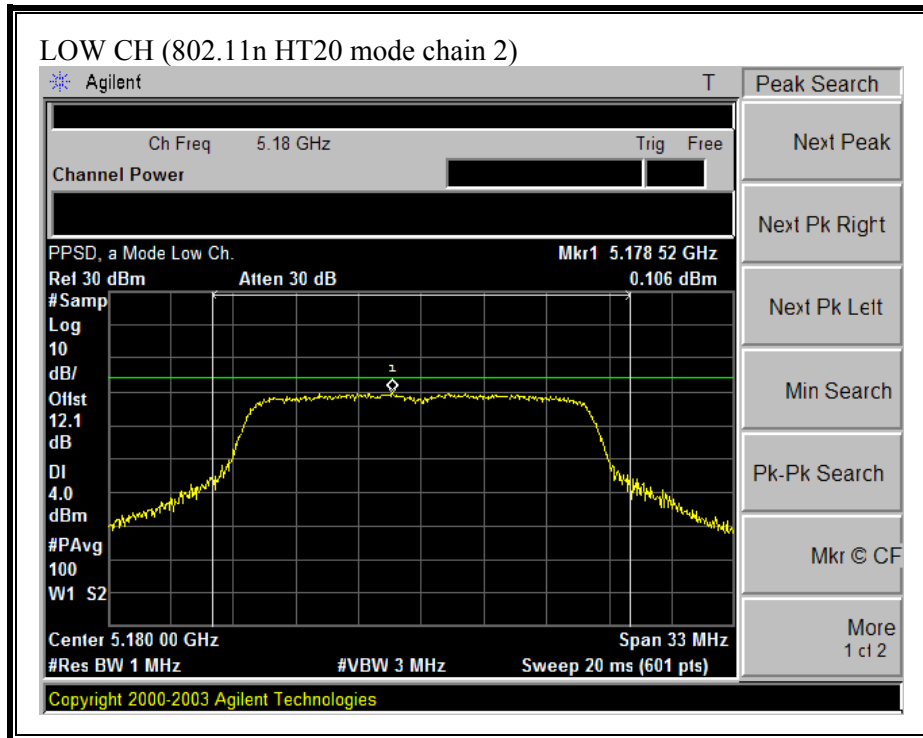 LOW CH (802.11n HT20 mode chain 2)
Agilent T
Peak Search
Ch Freq 5.18 GHz Trig Free
Channel Power
PPSD, a Mode Low Ch.
Mkr1 5.178 52 GHz
Ref 30 dBm Atten 30 dB 0.106 dBm
#Samp
Log
10
dB/
Offst
12.1
dB
DI
4.0
dBm
#PAvg
100
W1 S2
1
Center 5.180 00 GHz Span 33 MHz
#Res BW 1 MHz #VBW 3 MHz Sweep 20 ms (601 pts)
Copyright 2000-2003 Agilent Technologies
Next Peak
Next Pk Right
Next Pk Left
Min Search
Pk-Pk Search
Mkr © CF
More
1 of 2